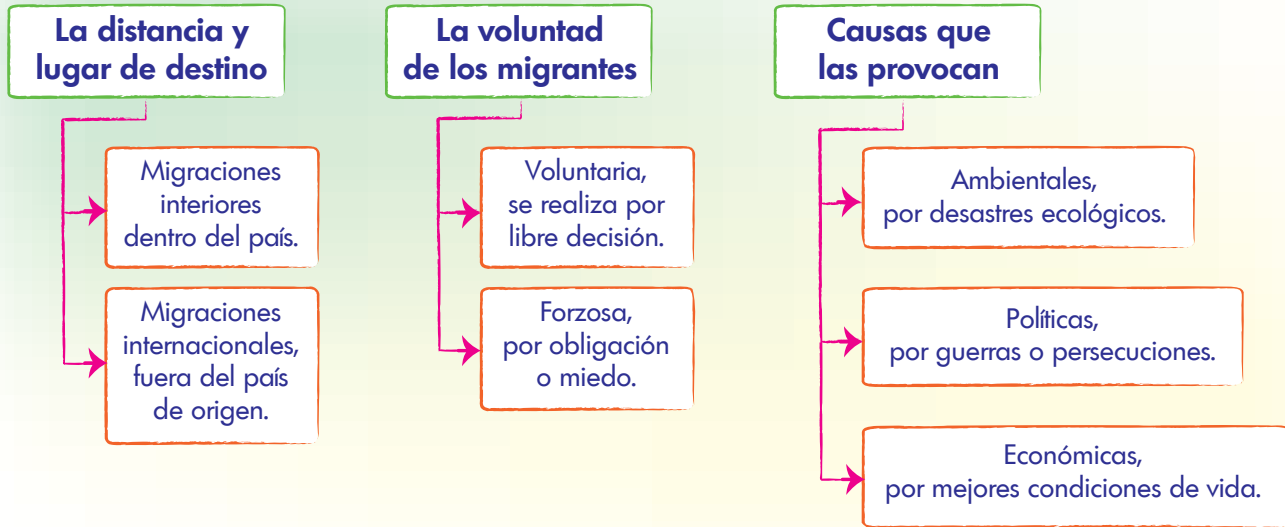 La distancia y
lugar de destino
Migraciones
interiores
dentro del país.
Migraciones
internacionales,
fuera del país
de origen.
La voluntad
de los migrantes
Voluntaria,
se realiza por
libre decisión.
Forzosa,
por obligación
o miedo.
Causas que
las provocan
Ambientales,
por desastres ecológicos.
Políticas,
por guerras o persecuciones.
Económicas,
por mejores condiciones de vida.